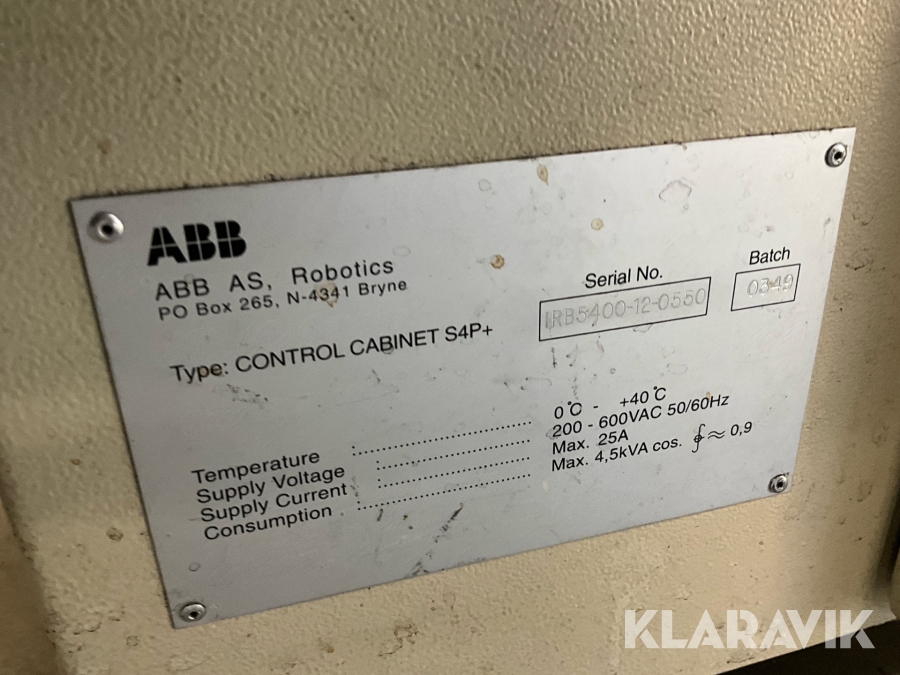 ABB
ABB AS, Robotics
PO Box 265, N-4341 Bryne
Serial No.
Batch
IRB5400-12-0550
0349
Type: CONTROL CABINET S4P+
Temperature : 0°C - +40°C
Supply Voltage : 200 - 600VAC 50/60Hz
Supply Current : Max. 25A
Consumption : Max. 4,5kVA cos. ∮ ≈ 0,9
KLARAVIK